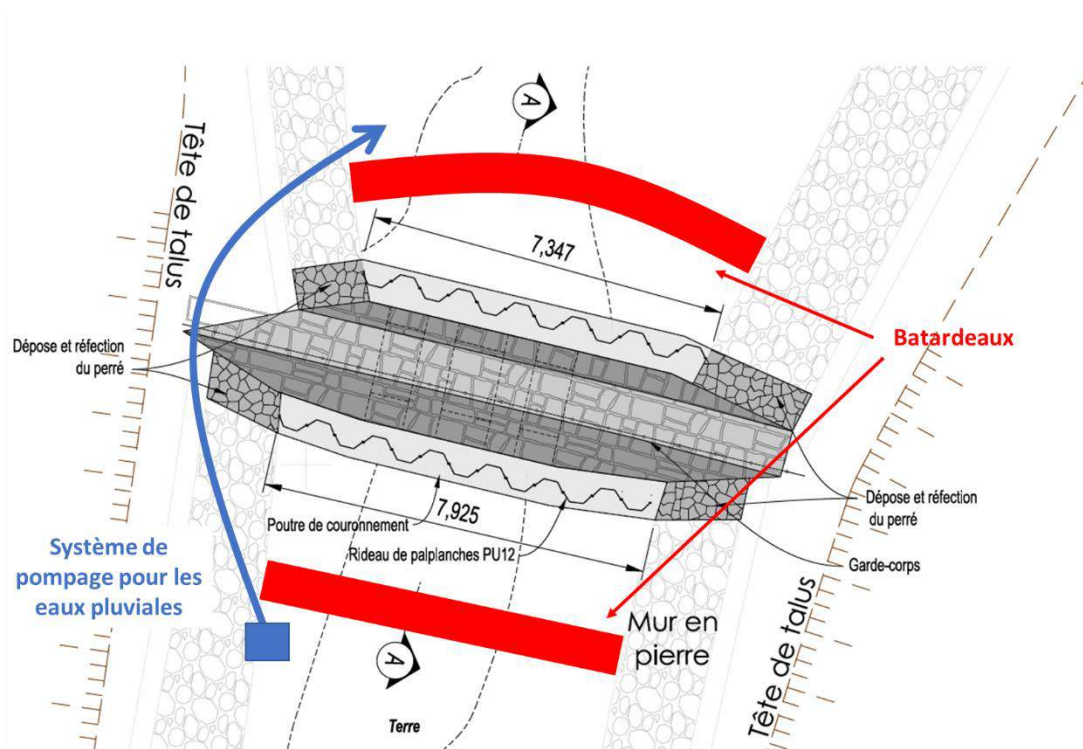 A
Tête de talus
7,347
Batardeaux
Dépose et réfection
du perré
7,925
Poutre de couronnement
Rideau de palplanches PU12
Dépose et réfection
du perré
Garde-corps
Système de
pompage pour les
eaux pluviales
Mur en
pierre
A
Tête de talus
Terre